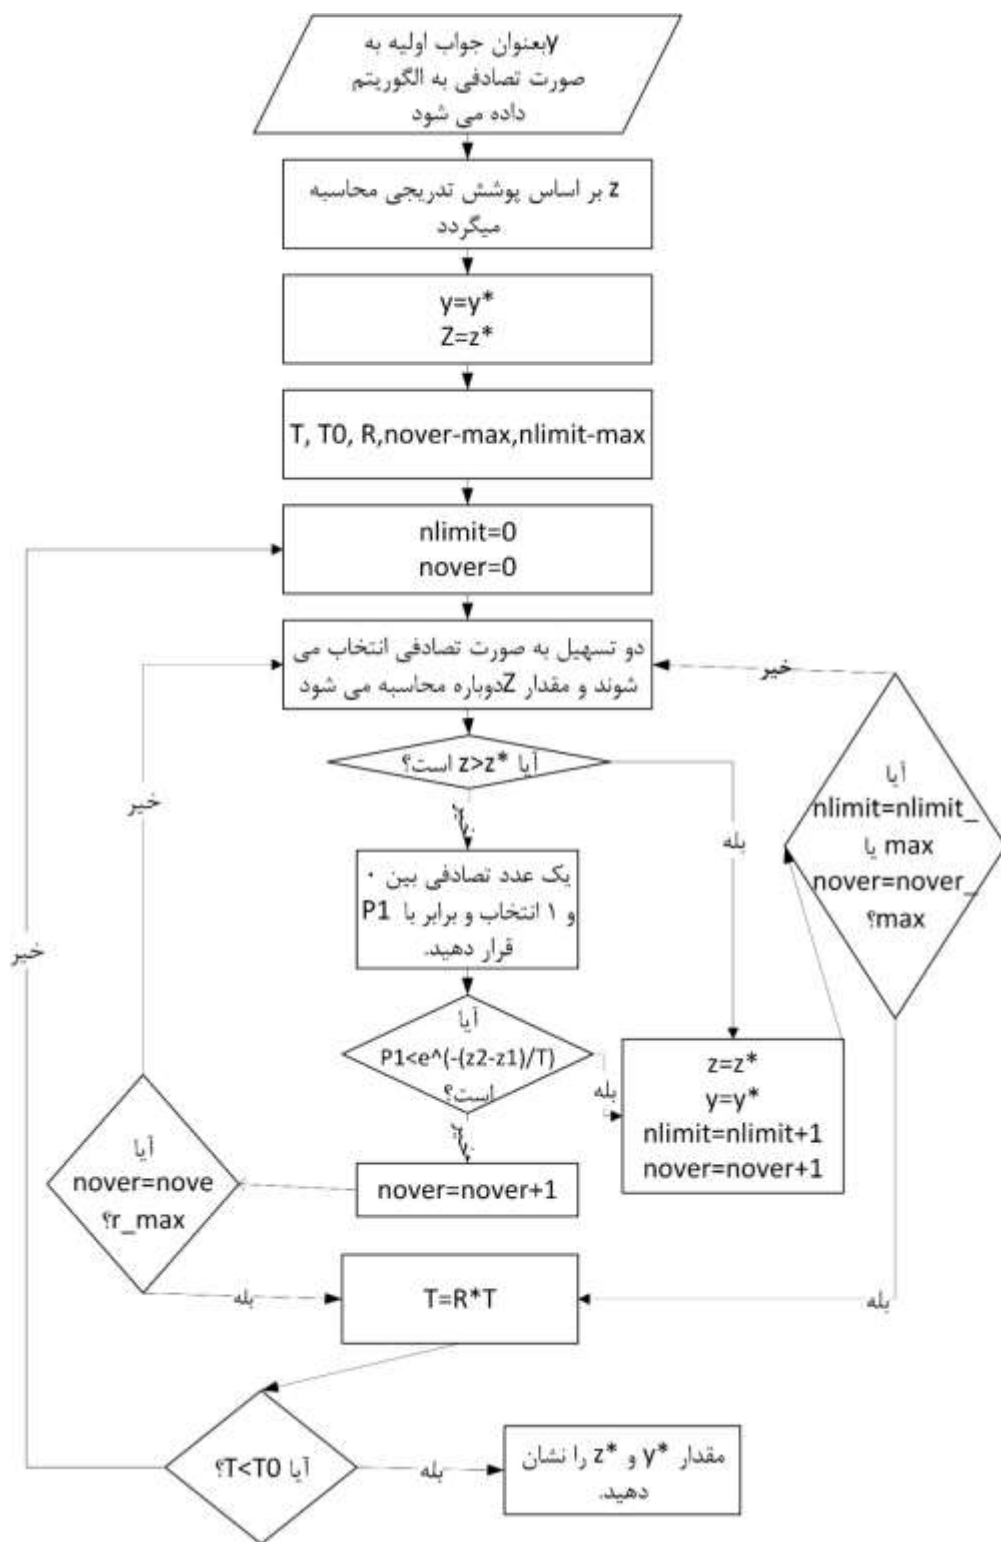 yبعنوان جواب اولیه به
صورت تصادفی به الگوریتم
داده می شود
z بر اساس پوشش تدریجی محاسبه
میگردد
y=y*
Z=z*
T, T0, R,nover-max,nlimit-max
nlimit=0
nover=0
دو تسهیل به صورت تصادفی انتخاب می
شوند و مقدار Zدوباره محاسبه می شود
خیر
آیا z>z* است؟
خیر
بله
آیا
nlimit=nlimit_
max یا
nover=nover_
max؟
خیر
یک عدد تصادفی بین ۰
و ۱ انتخاب و برابر با P1
قرار دهید.
خیر
آیا
P1<e^(-(z2-z1)/T)
است؟
بله
z=z*
y=y*
nlimit=nlimit+1
nover=nover+1
خیر
آیا
nover=nove
r_max؟
nover=nover+1
بله
T=R*T
بله
آیا T<T0؟
بله
مقدار y* و z* را نشان
دهید.